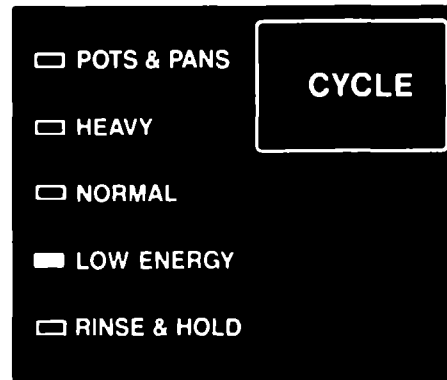 POTS & PANS
CYCLE
HEAVY
NORMAL
LOW ENERGY
RINSE & HOLD